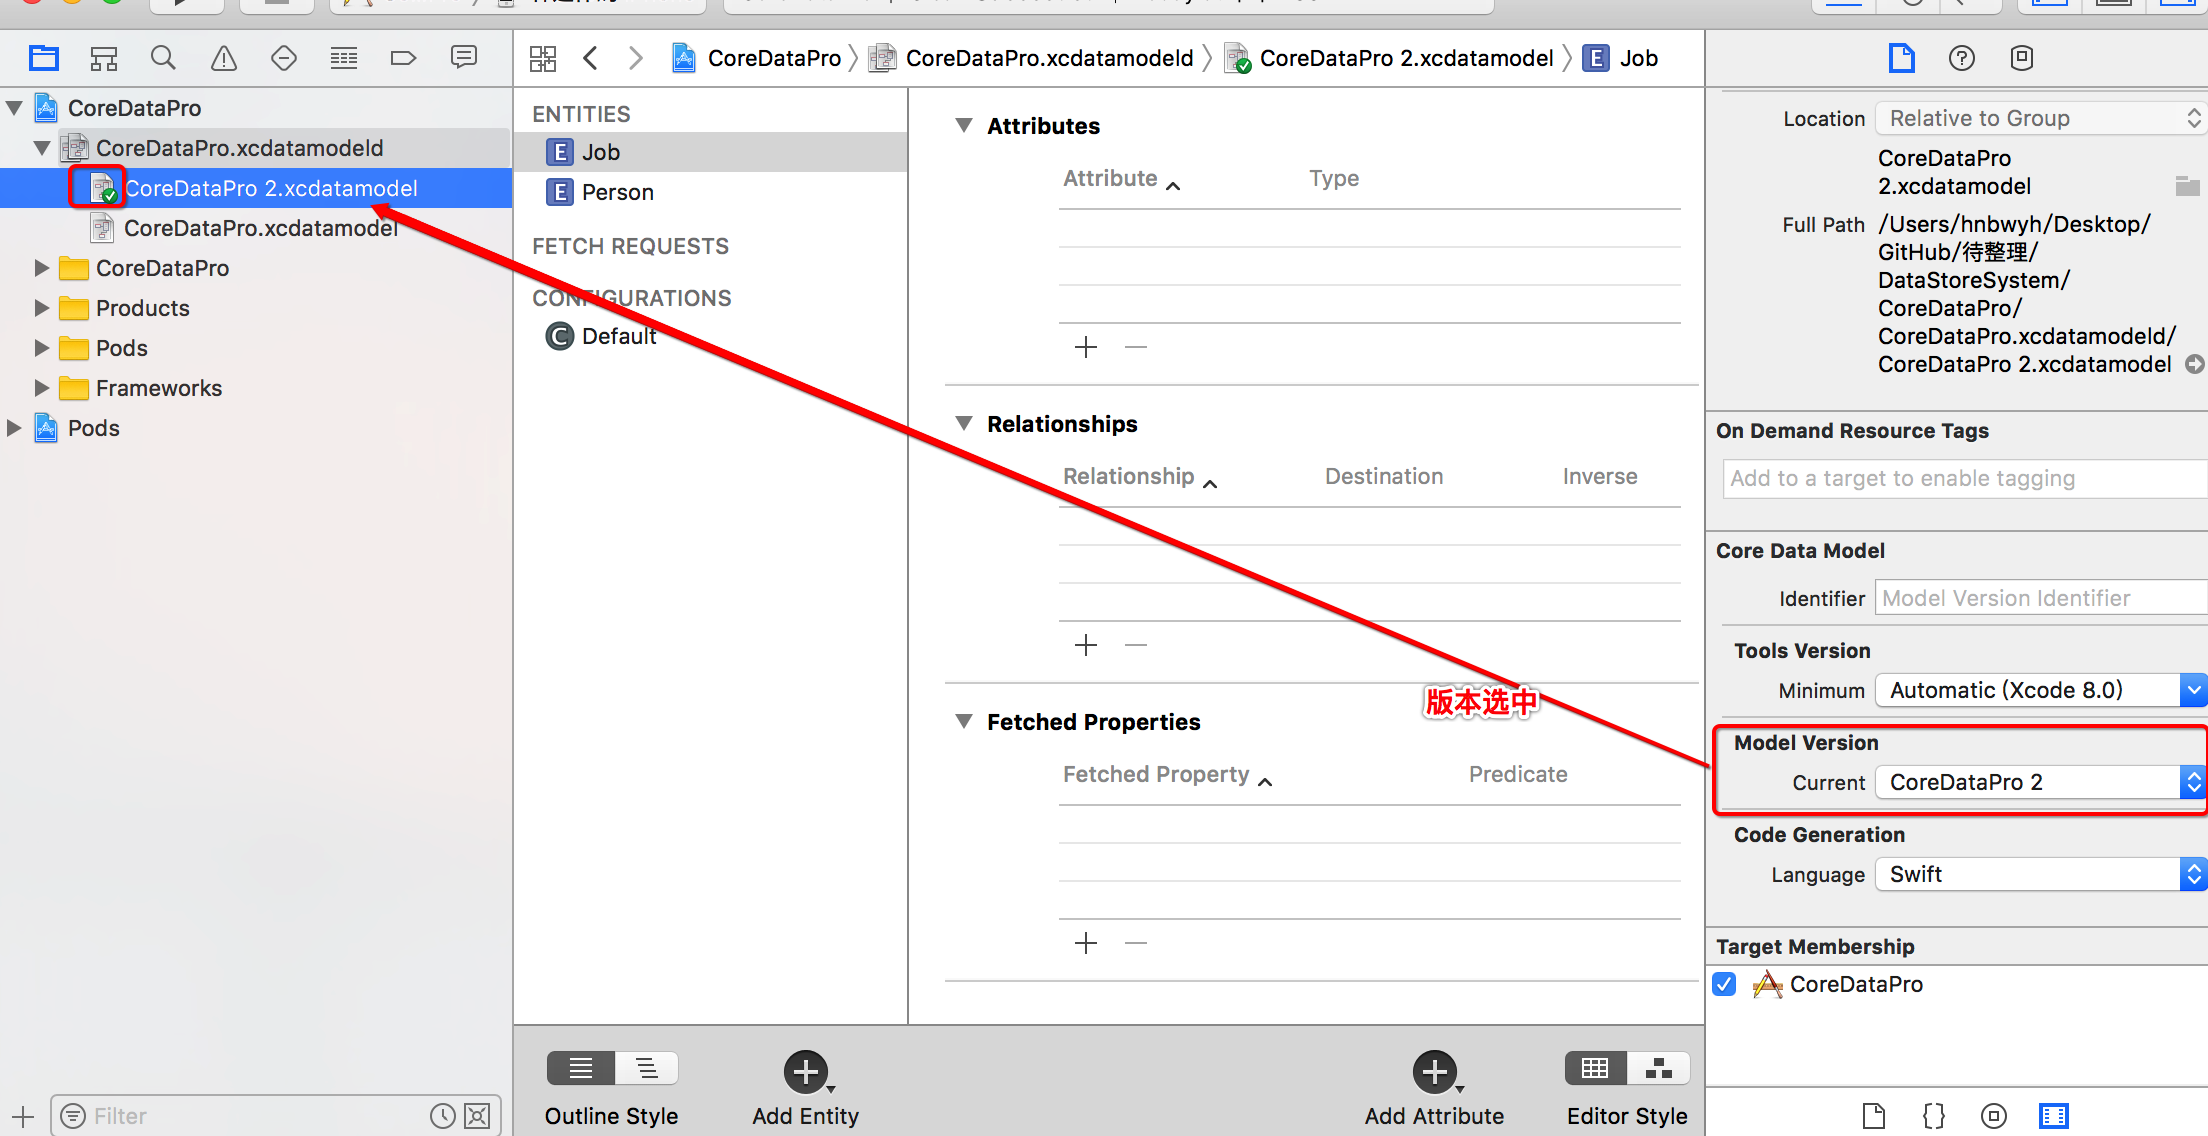 CoreDataPro
CoreDataPro.xcdatamodeld
CoreDataPro 2.xcdatamodel
CoreDataPro.xcdatamodel
CoreDataPro
Products
Pods
Frameworks
Pods
Filter
CoreDataPro
CoreDataPro.xcdatamodeld
CoreDataPro 2.xcdatamodel
E Job
ENTITIES
E Job
E Person
FETCH REQUESTS
CONFIGURATIONS
C Default
Attributes
Attribute Type
Relationships
Relationship Destination Inverse
版本选中
Fetched Properties
Fetched Property Predicate
Outline Style
Add Entity
Add Attribute
Editor Style
Location Relative to Group
CoreDataPro
2.xcdatamodel
Full Path /Users/hnbwyh/Desktop/
GitHub/待整理/
DataStoreSystem/
CoreDataPro/
CoreDataPro.xcdatamodeld/
CoreDataPro 2.xcdatamodel
On Demand Resource Tags
Add to a target to enable tagging
Core Data Model
Identifier Model Version Identifier
Tools Version
Minimum Automatic (Xcode 8.0)
Model Version
Current CoreDataPro 2
Code Generation
Language Swift
Target Membership
CoreDataPro